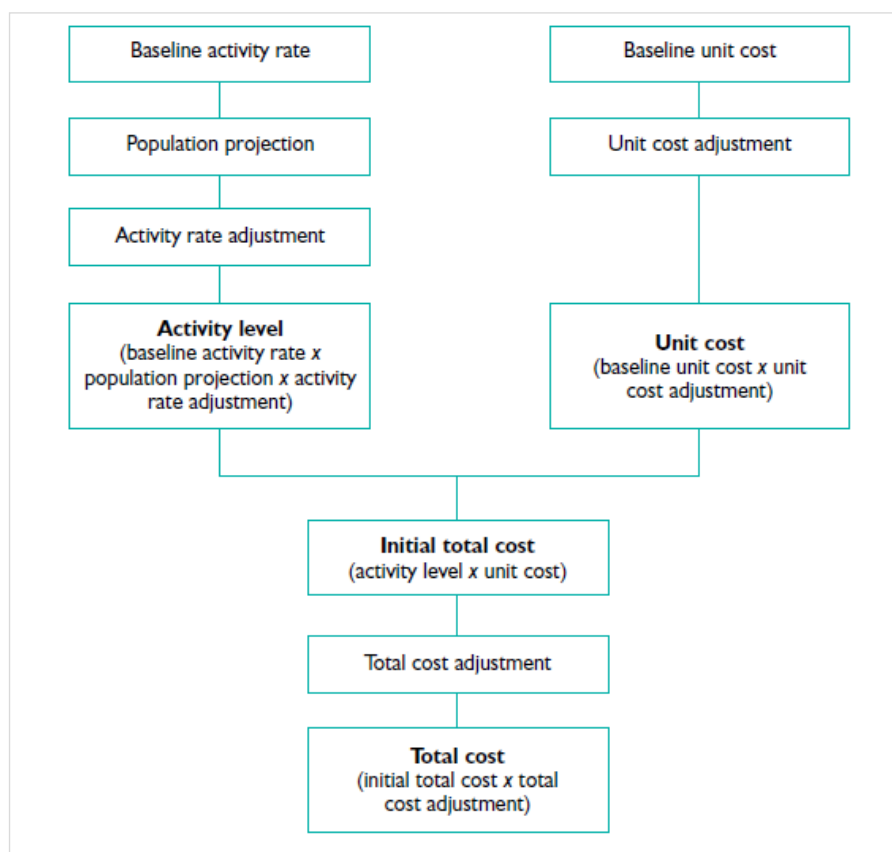 Baseline activity rate
Baseline unit cost
Population projection
Unit cost adjustment
Activity rate adjustment
Activity level
(baseline activity rate x
population projection x activity
rate adjustment)
Unit cost
(baseline unit cost x unit
cost adjustment)
Initial total cost
(activity level x unit cost)
Total cost adjustment
Total cost
(initial total cost x total
cost adjustment)